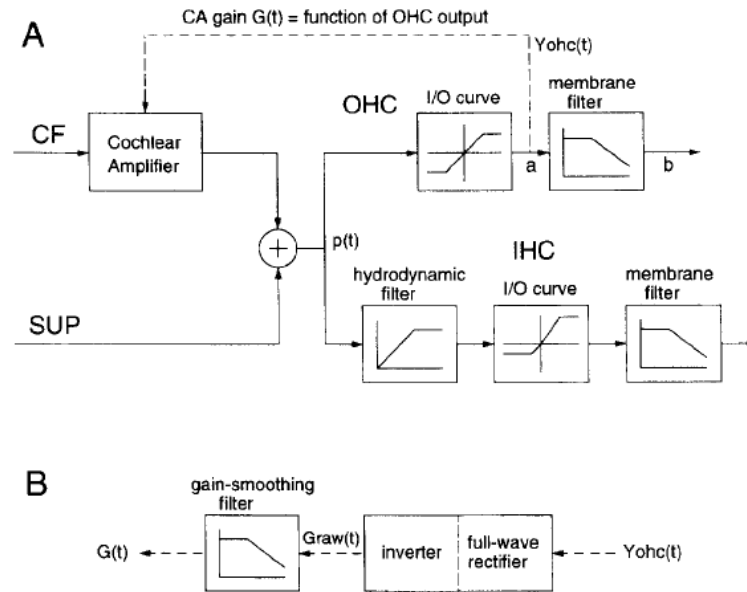 A
CA gain G(t) = function of OHC output
Yohc(t)
OHC
I/O curve
membrane
filter
CF
Cochlear
Amplifier
a
b
+
p(t)
IHC
hydrodynamic
filter
I/O curve
membrane
filter
SUP
B
gain-smoothing
filter
G(t)
Graw(t)
inverter
full-wave
rectifier
Yohc(t)